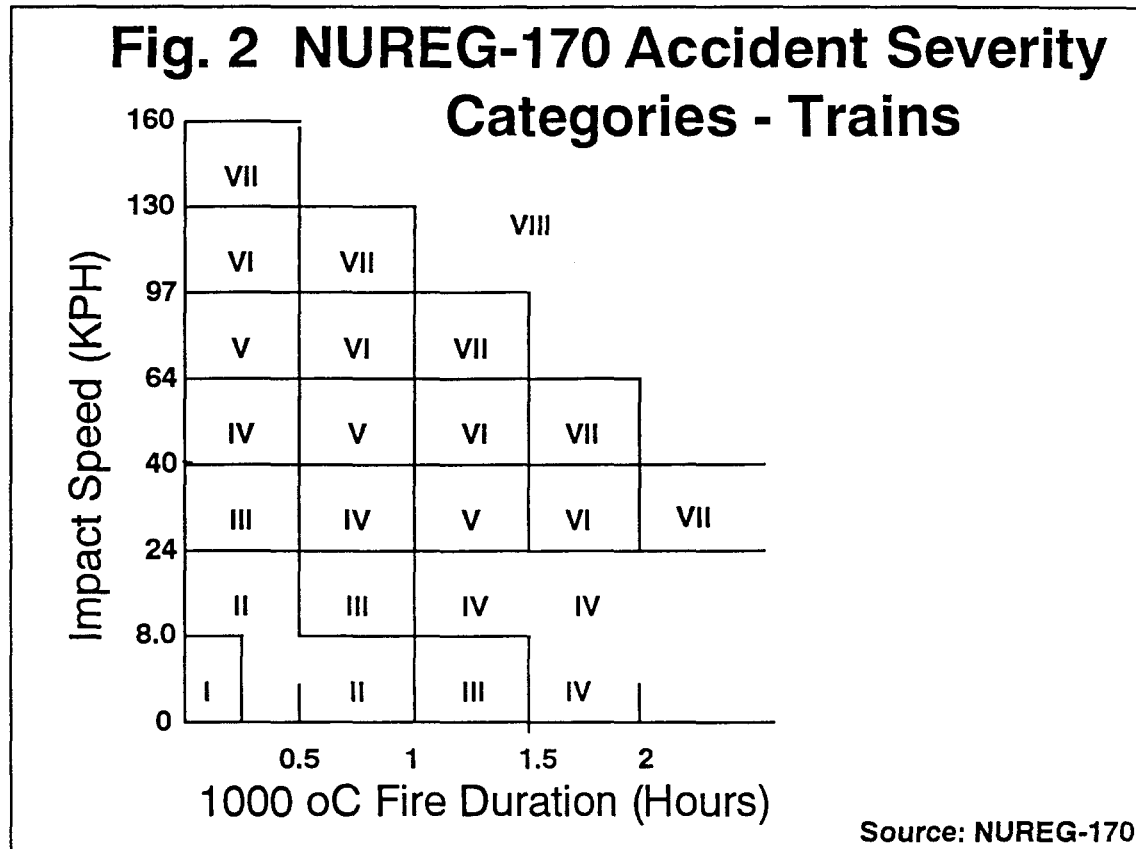 Fig. 2 NUREG-170 Accident Severity
Categories - Trains
160
VII
130
VIII
VI VII
97
V VI VII
64
IV V VI VII
40
III IV V VI VII
24
II III IV IV
8.0
I II III IV
0
0.5 1 1.5 2
Impact Speed (KPH)
1000 oC Fire Duration (Hours)
Source: NUREG-170